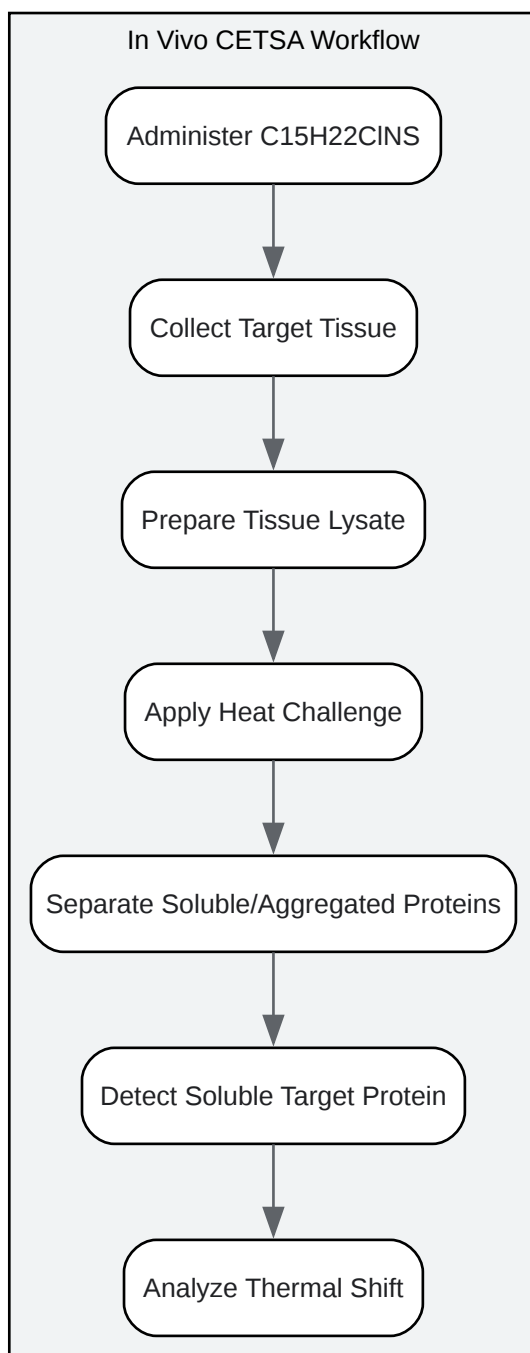 In Vivo CETSA Workflow
Administer C15H22ClNS
Collect Target Tissue
Prepare Tissue Lysate
Apply Heat Challenge
Separate Soluble/Aggregated Proteins
Detect Soluble Target Protein
Analyze Thermal Shift